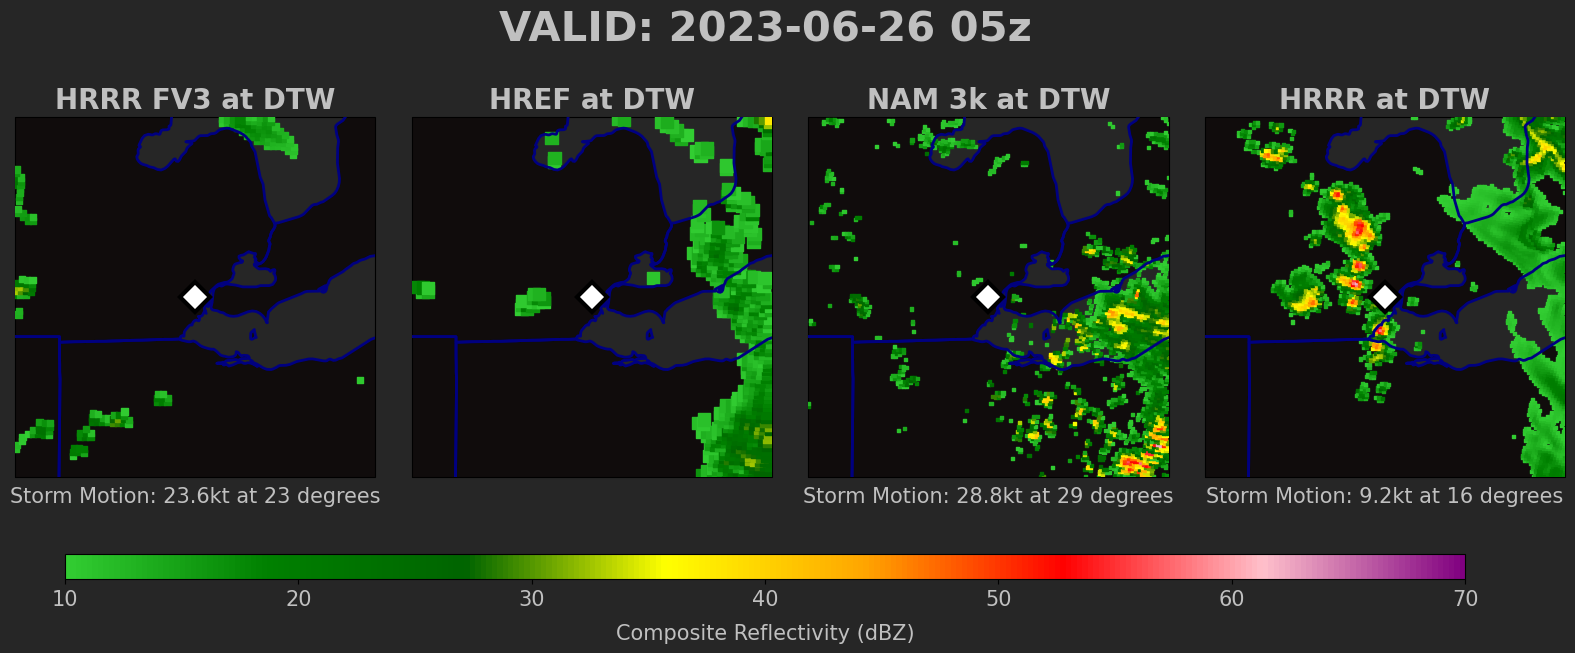 VALID: 2023-06-26 05z
HRRR FV3 at DTW
HREF at DTW
NAM 3k at DTW
HRRR at DTW
Storm Motion: 23.6kt at 23 degrees
Storm Motion: 28.8kt at 29 degrees
Storm Motion: 9.2kt at 16 degrees
10 20 30 40 50 60 70
Composite Reflectivity (dBZ)